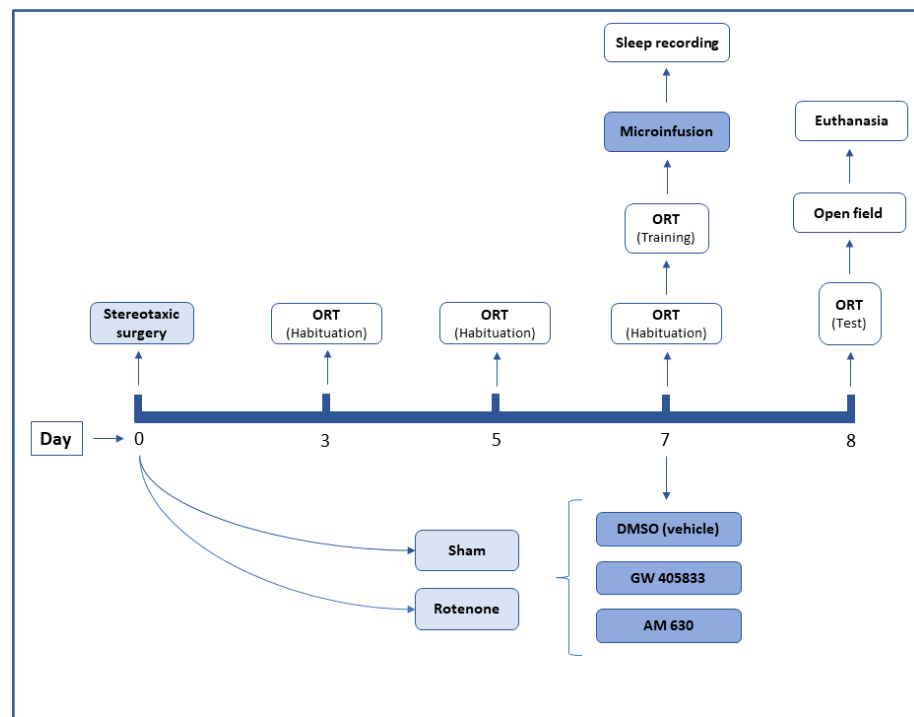 Sleep recording
Microinfusion
Euthanasia
ORT
(Training)
Open field
Stereotaxic
surgery
ORT
(Habituation)
ORT
(Habituation)
ORT
(Habituation)
ORT
(Test)
Day
0
3
5
7
8
Sham
Rotenone
DMSO (vehicle)
GW 405833
AM 630